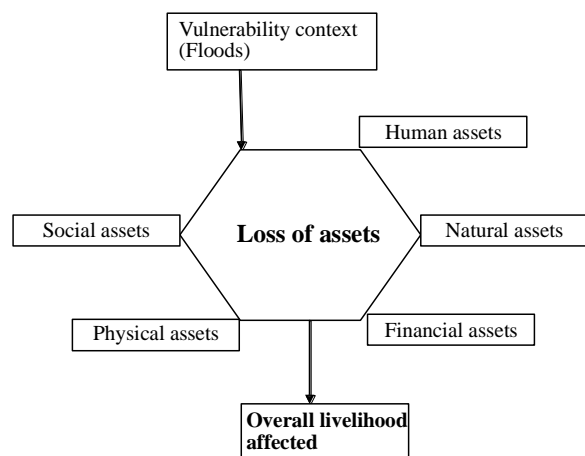 Vulnerability context
(Floods)
Human assets
Social assets
Loss of assets
Natural assets
Physical assets
Financial assets
Overall livelihood
affected